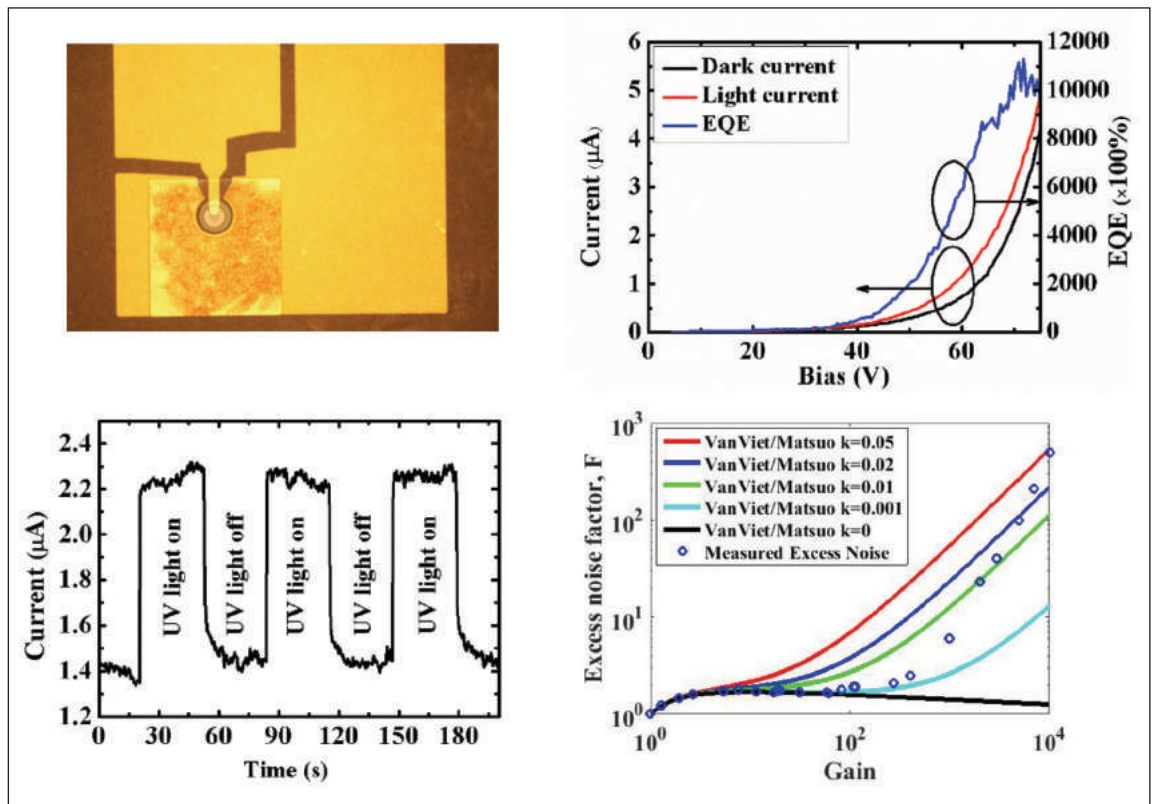 6
5
4
3
2
1
0
Current (μA)
Dark current
Light current
EQE
12000
10000
8000
6000
4000
2000
0
EQE (×100%)
0 20 40 60
Bias (V)
2.4
2.2
2.0
1.8
1.6
1.4
1.2
Current (μA)
UV light on
UV light off
UV light on
UV light off
UV light on
0 30 60 90 120 150 180
Time (s)
10³
10²
10¹
10⁰
Excess noise factor, F
VanViet/Matsuo k=0.05
VanViet/Matsuo k=0.02
VanViet/Matsuo k=0.01
VanViet/Matsuo k=0.001
VanViet/Matsuo k=0
Measured Excess Noise
10⁰ 10² 10⁴
Gain